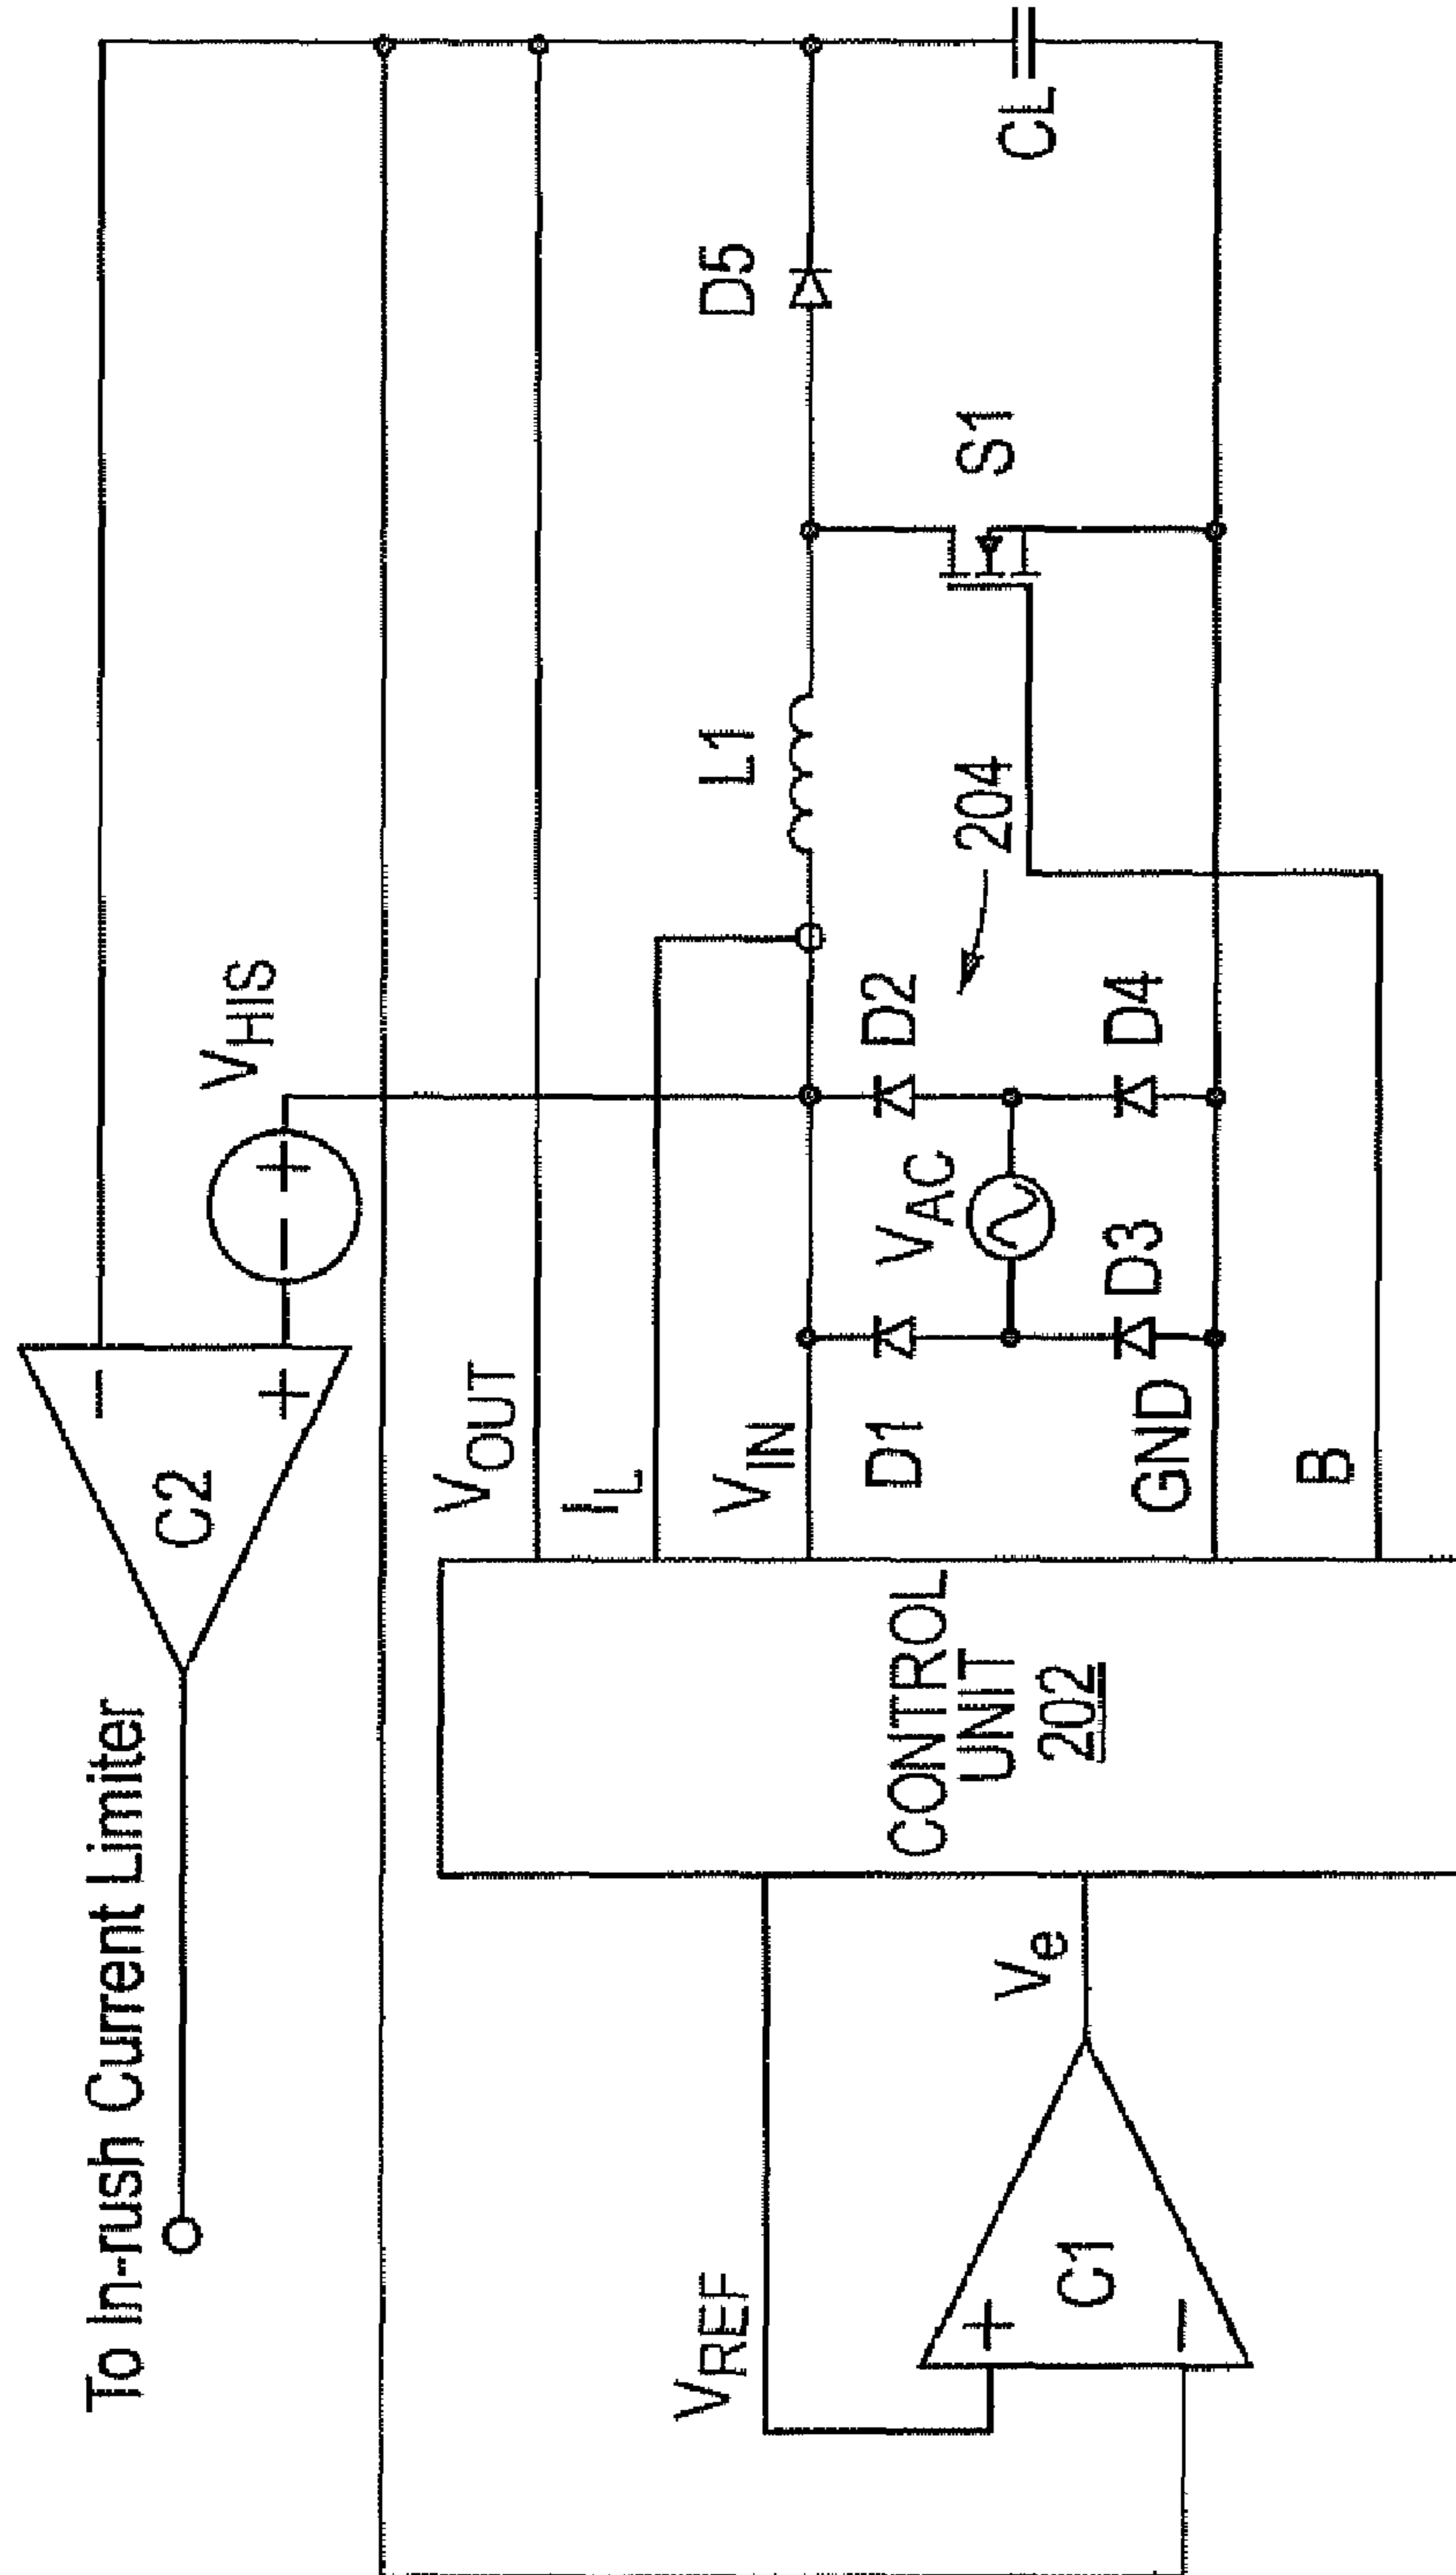 To In-rush Current Limiter
C2
V_HIS
V_OUT
I_L
V_IN
L1
D5
D1
V_AC
D2
204
S1
CL
D3
D4
GND
B
CONTROL
UNIT
202
V_REF
V_e
C1
+
−
−
+
−
+